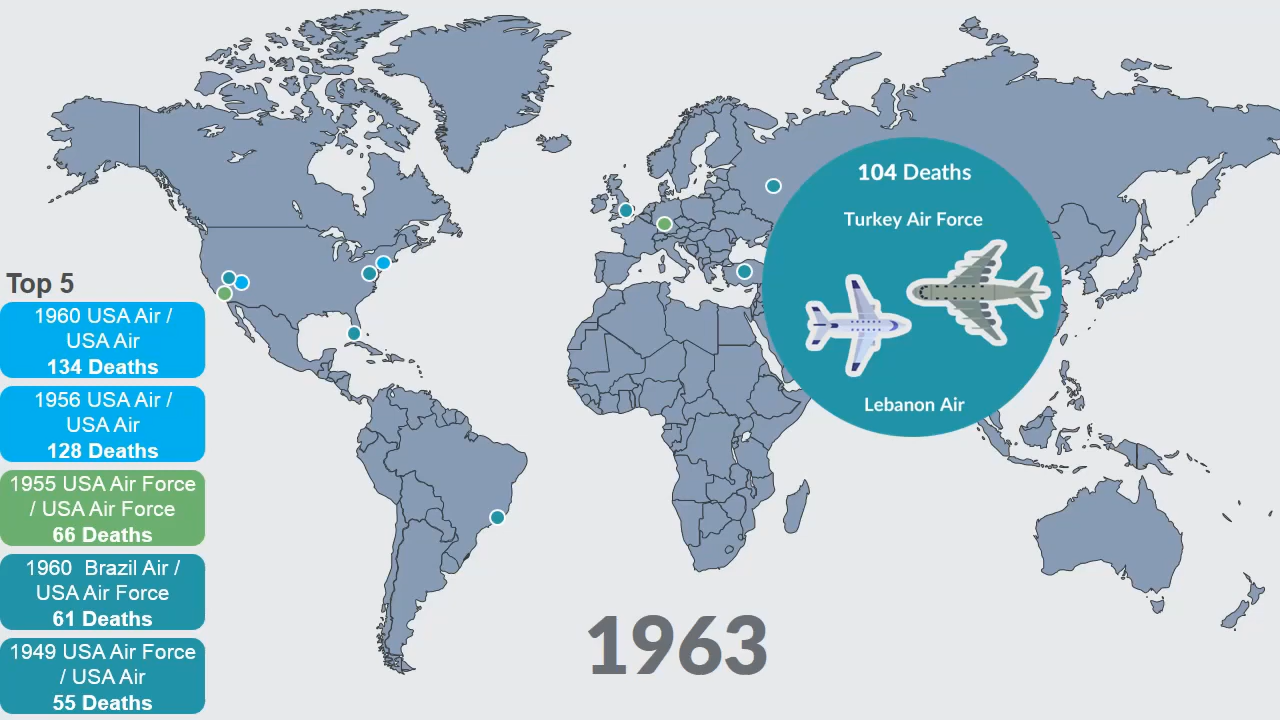 104 Deaths
Turkey Air Force
Lebanon Air
Top 5
1960 USA Air /
USA Air
134 Deaths
1956 USA Air /
USA Air
128 Deaths
1955 USA Air Force
/ USA Air Force
66 Deaths
1960  Brazil Air /
USA Air Force
61 Deaths
1949 USA Air Force
/ USA Air
55 Deaths
1963